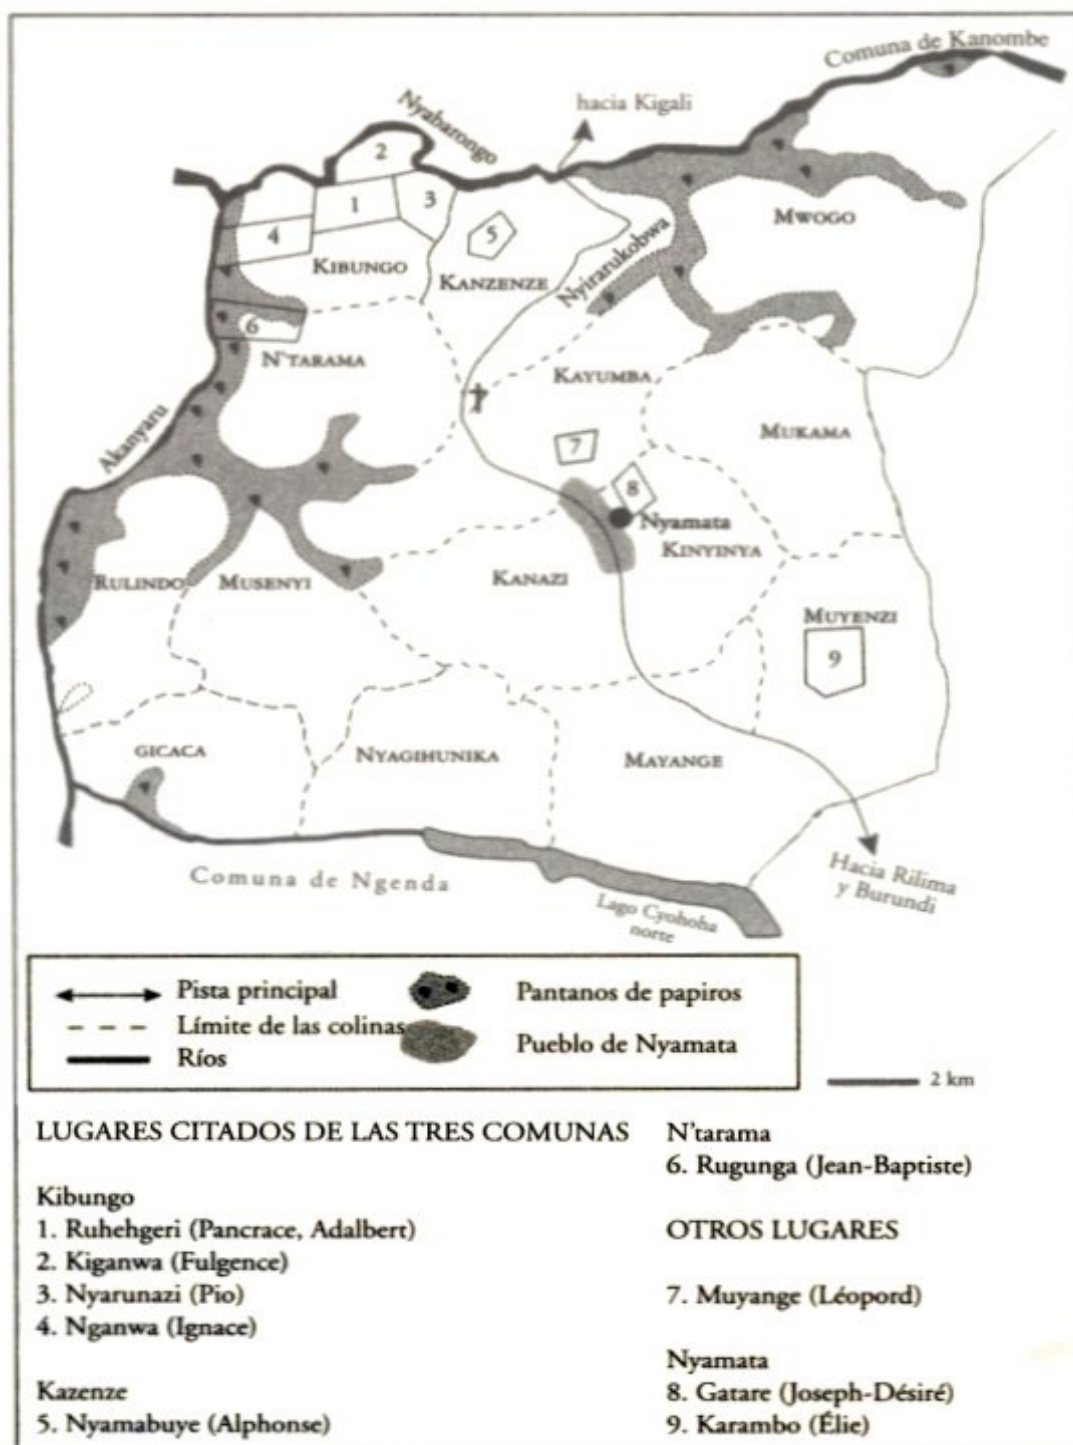 Comuna de Kanombe
hacia Kigali
Nyabarongo
2
1
3
4
5
MWOGO
KIBUNGO
KANZENZE
Nyirarukobwa
6
N'TARAMA
KAYUMBA
Akanyaru
MUKAMA
7
8
Nyamata
KINYINYA
RULINDO
MUSENYI
KANAZI
MUYENZI
9
GICACA
NYAGIHUNIKA
MAYANGE
Comuna de Ngenda
Lago Cyohoha
norte
Hacia Rilima
y Burundi
Pista principal
Límite de las colinas
Ríos
Pantanos de papiros
Pueblo de Nyamata
2 km
LUGARES CITADOS DE LAS TRES COMUNAS
Kibungo
1. Ruhehgeri (Pancrace, Adalbert)
2. Kiganwa (Fulgence)
3. Nyarunazi (Pio)
4. Nganwa (Ignace)
Kazenze
5. Nyamabuye (Alphonse)
N'tarama
6. Rugunga (Jean-Baptiste)
OTROS LUGARES
7. Muyange (Léopord)
Nyamata
8. Gatare (Joseph-Désiré)
9. Karambo (Élie)